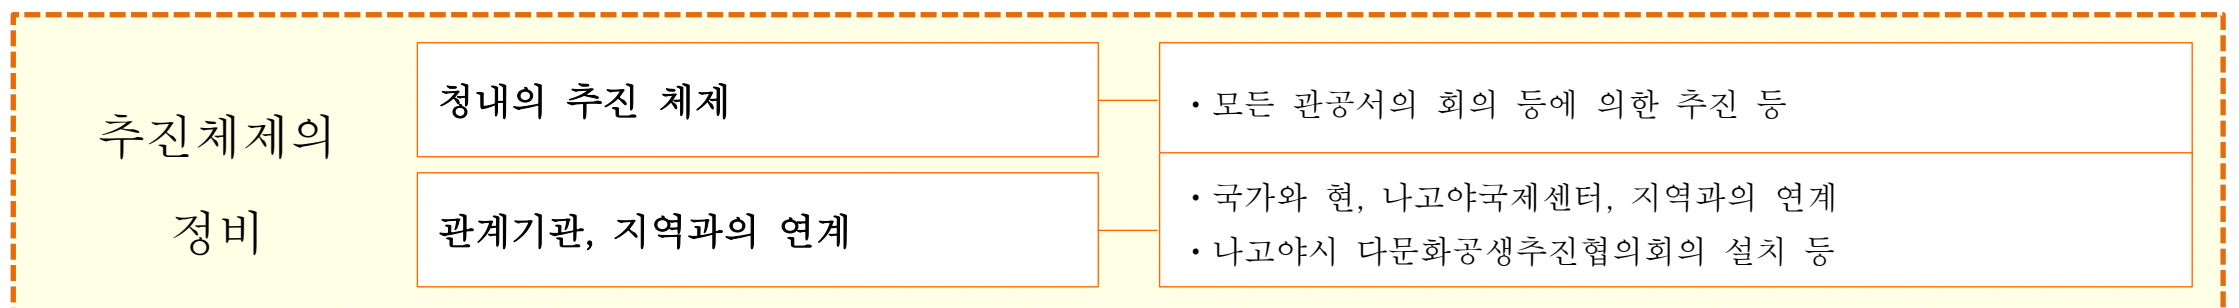 추진체제의
정비
청내의 추진 체제
・모든 관공서의 회의 등에 의한 추진 등
관계기관, 지역과의 연계
・국가와 현, 나고야국제센터, 지역과의 연계
・나고야시 다문화공생추진협의회의 설치 등